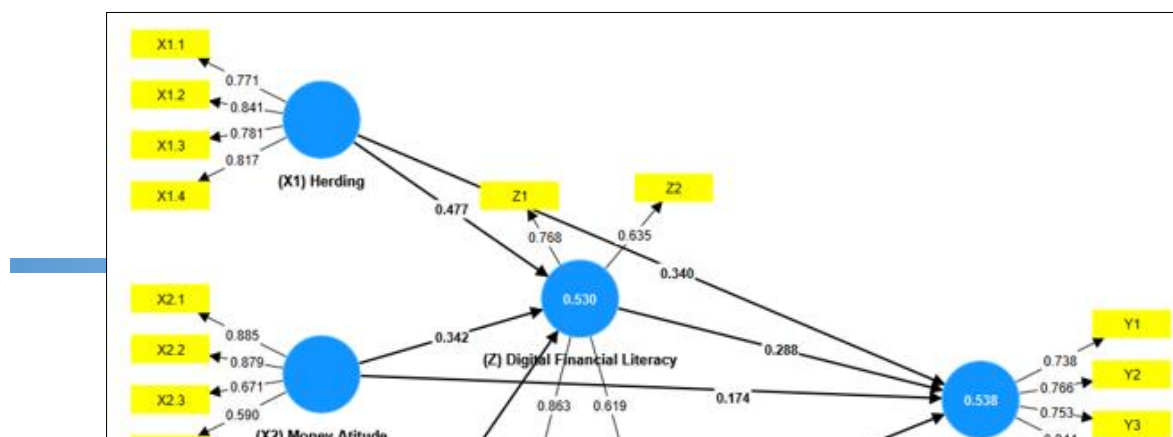 X1.1
0.771
X1.2
0.841
X1.3
0.781
0.817
X1.4
(X1) Herding
0.477
Z1
Z2
0.768
0.635
0.340
0.530
(Z) Digital Financial Literacy
X2.1
0.885
X2.2
0.879
X2.3
0.671
0.590
(X2) Money Atitude
0.342
0.288
0.174
0.863
0.619
0.538
Y1
0.738
Y2
0.766
0.753
Y3